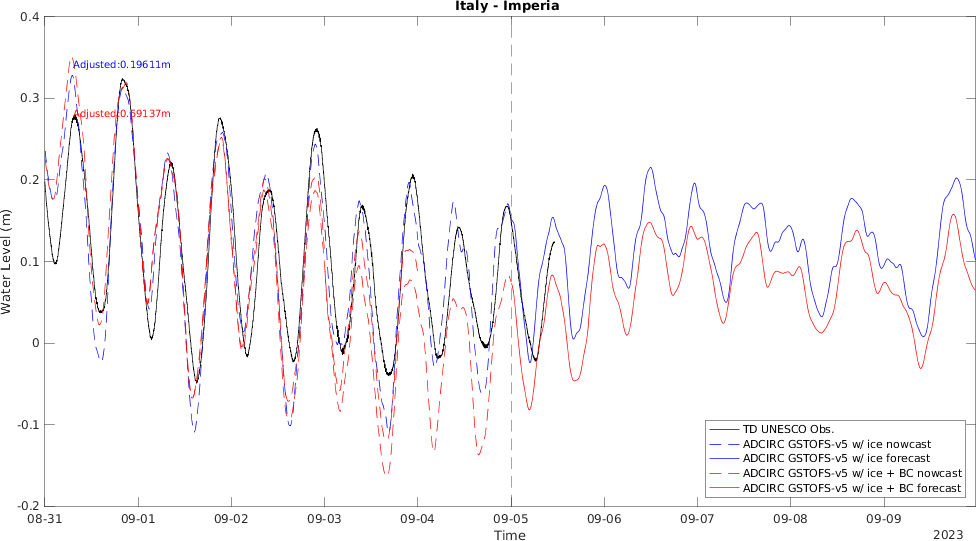 Italy - Imperia
Water Level (m)
0.4
0.3
0.2
0.1
0
-0.1
-0.2
Adjusted:0.19611m
Adjusted:0.69137m
TD UNESCO Obs.
ADCIRC GSTOFS-v5 w/ ice nowcast
ADCIRC GSTOFS-v5 w/ ice forecast
ADCIRC GSTOFS-v5 w/ ice + BC nowcast
ADCIRC GSTOFS-v5 w/ ice + BC forecast
08-31 09-01 09-02 09-03 09-04 09-05 09-06 09-07 09-08 09-09
Time
2023